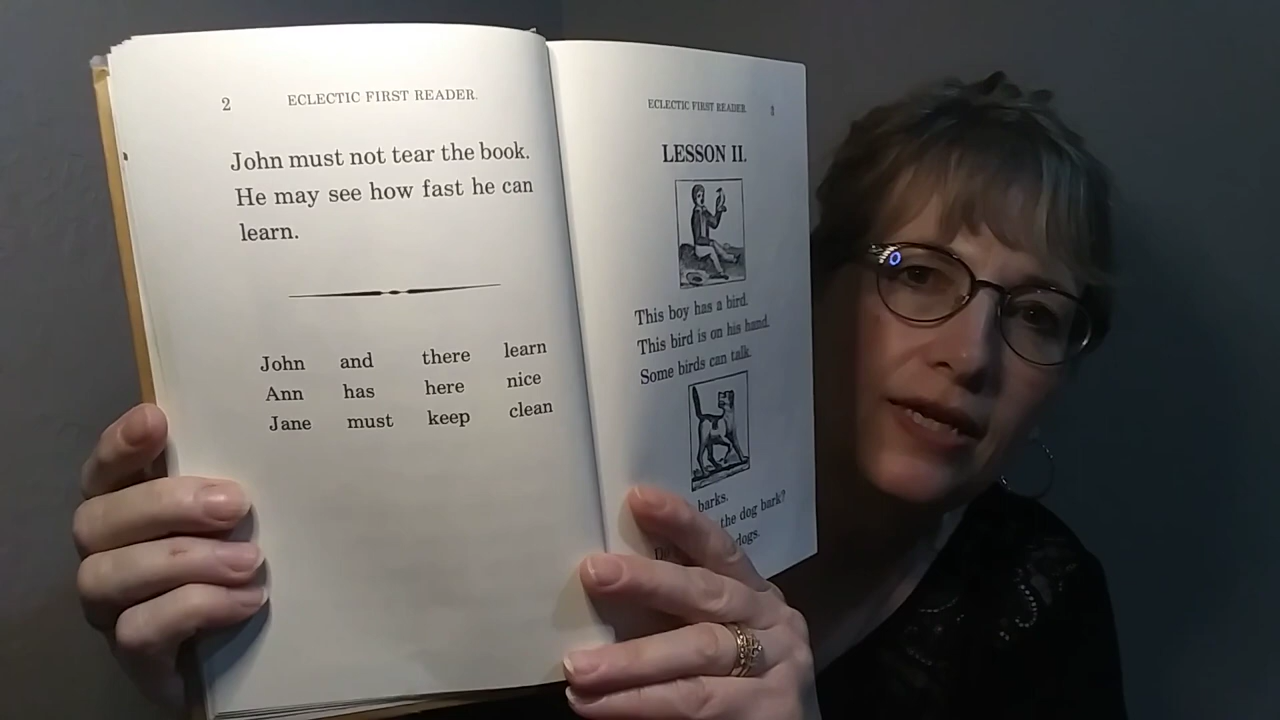 2 ECLECTIC FIRST READER.
John must not tear the book.
He may see how fast he can
learn.
John and there learn
Ann has here nice
Jane must keep clean
ECLECTIC FIRST READER
LESSON II.
This boy has a bird.
This bird is on his hand.
Some birds can talk.
barks.
the dog bark?
dogs.